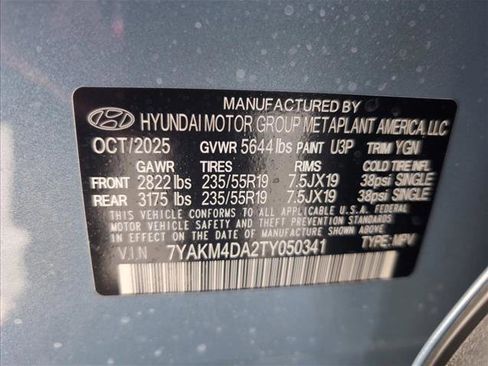 MANUFACTURED BY
HYUNDAI MOTOR GROUP METAPLANT AMERICA, LLC
OCT/2025 GVWR 5644 lbs PAINT U3P TRIM YGN
GAWR TIRES RIMS COLD TIRE INFL
FRONT 2822 lbs 235/55R19 7.5JX19 38psi SINGLE
REAR 3175 lbs 235/55R19 7.5JX19 38psi SINGLE
THIS VEHICLE CONFORMS TO ALL APPLICABLE U.S.A. FEDERAL
MOTOR VEHICLE SAFETY AND THEFT PREVENTION STANDARDS
IN EFFECT ON THE DATE OF MANUFACTURE SHOWN ABOVE.
V.I.N 7YAKM4DA2TY050341 TYPE: MPV